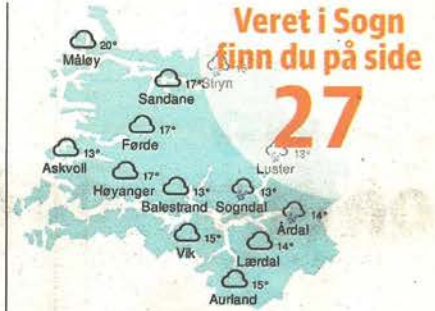 Veret i Sogn
finn du på side
27
20°
Måløy
17°
Stryn
Sandane
17°
Førde
13°
Askvoll
13°
Luster
17°
Høyanger
13°
Balestrand
13°
Sogndal
14°
Årdal
15°
Vik
14°
Lærdal
15°
Aurland